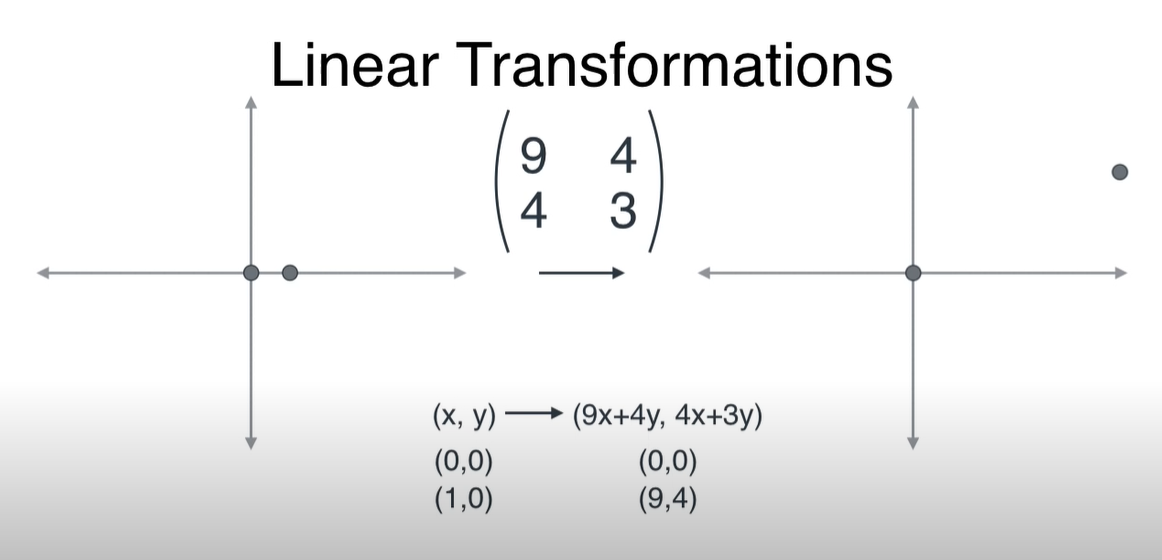 Linear Transformations
9 4
4 3
(x, y) ⟶ (9x+4y, 4x+3y)
(0,0) (0,0)
(1,0) (9,4)